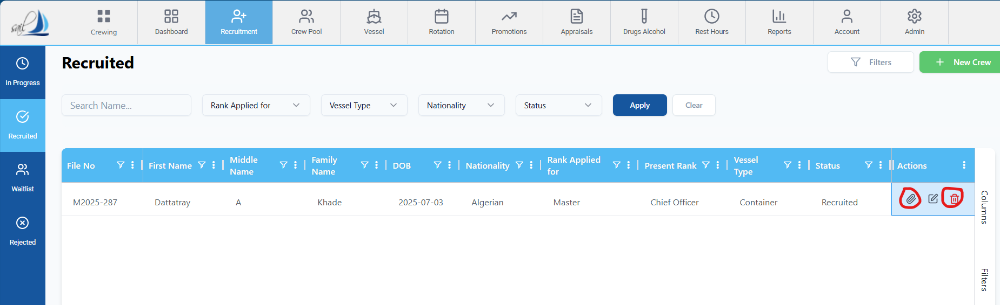 sail
Crewing
Dashboard
Recruitment
Crew Pool
Vessel
Rotation
Promotions
Appraisals
Drugs Alcohol
Rest Hours
Reports
Account
Admin
In Progress
Recruited
Waitlist
Rejected
Recruited
Filters
New Crew
Search Name...
Rank Applied for
Vessel Type
Nationality
Status
Apply
Clear
File No
First Name
Middle
Name
Family
Name
DOB
Nationality
Rank Applied
for
Present Rank
Vessel
Type
Status
Actions
M2025-287
Dattatray
A
Khade
2025-07-03
Algerian
Master
Chief Officer
Container
Recruited
Columns
Filters